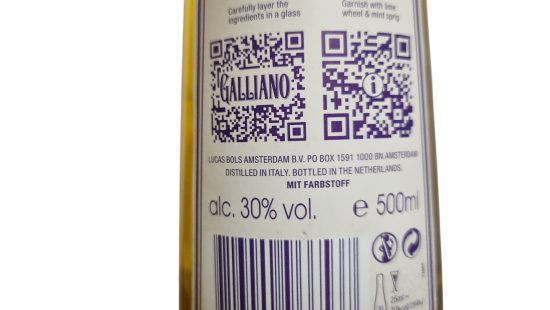 Carefully layer the
ingredients in a glass
Garnish with lime
wheel & mint sprig
GALLIANO
i
LUCAS BOLS AMSTERDAM B.V. PO BOX 1591 1000 BN AMSTERDAM
DISTILLED IN ITALY. BOTTLED IN THE NETHERLANDS.
MIT FARBSTOFF
alc. 30% vol.
e 500ml
25ml =